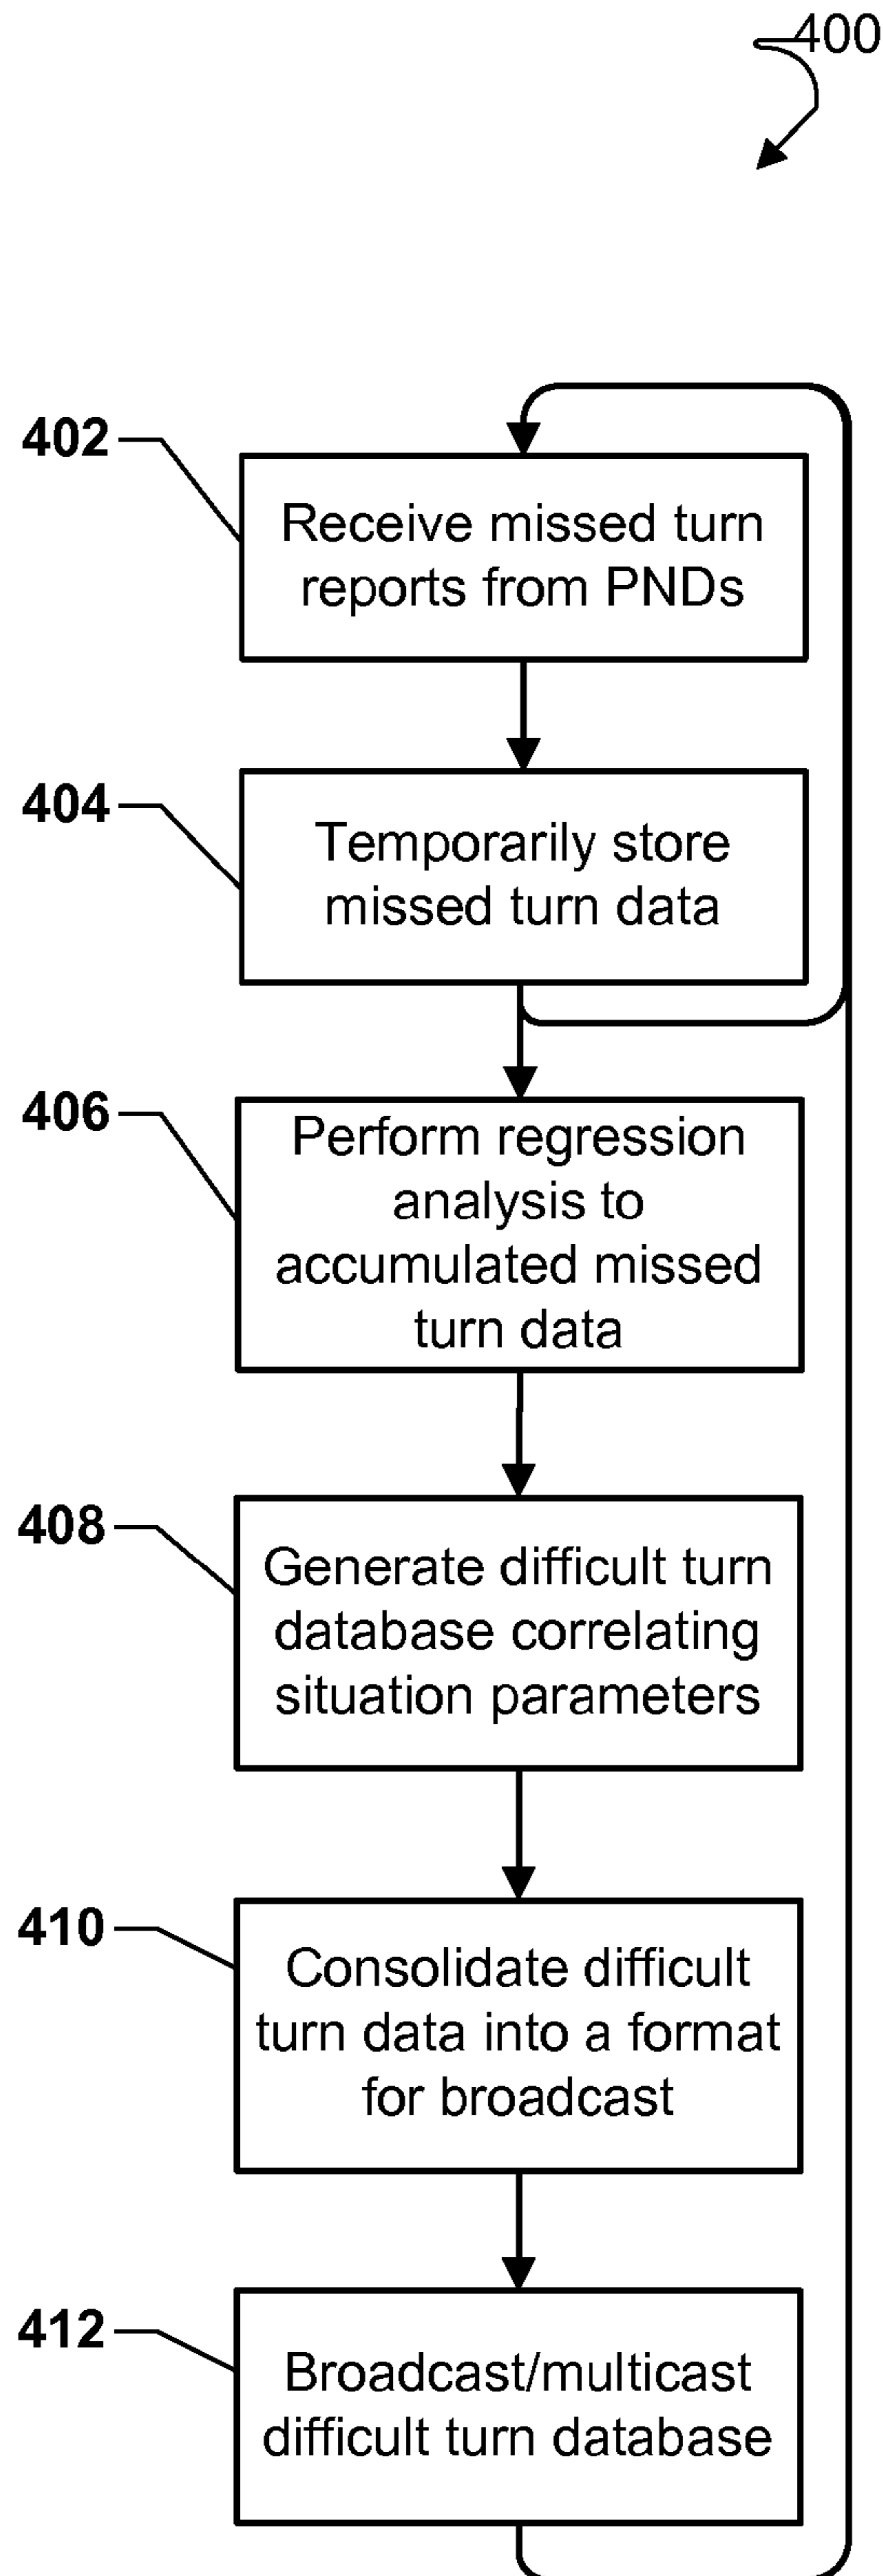 400
402
Receive missed turn
reports from PNDs
404
Temporarily store
missed turn data
406
Perform regression
analysis to
accumulated missed
turn data
408
Generate difficult turn
database correlating
situation parameters
410
Consolidate difficult
turn data into a format
for broadcast
412
Broadcast/multicast
difficult turn database